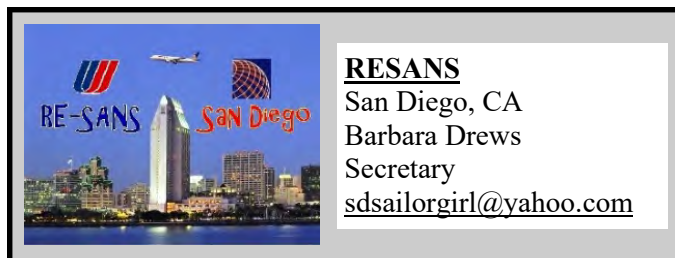 RE-SANS
San Diego
RESANS
San Diego, CA
Barbara Drews
Secretary
sdsailorgirl@yahoo.com